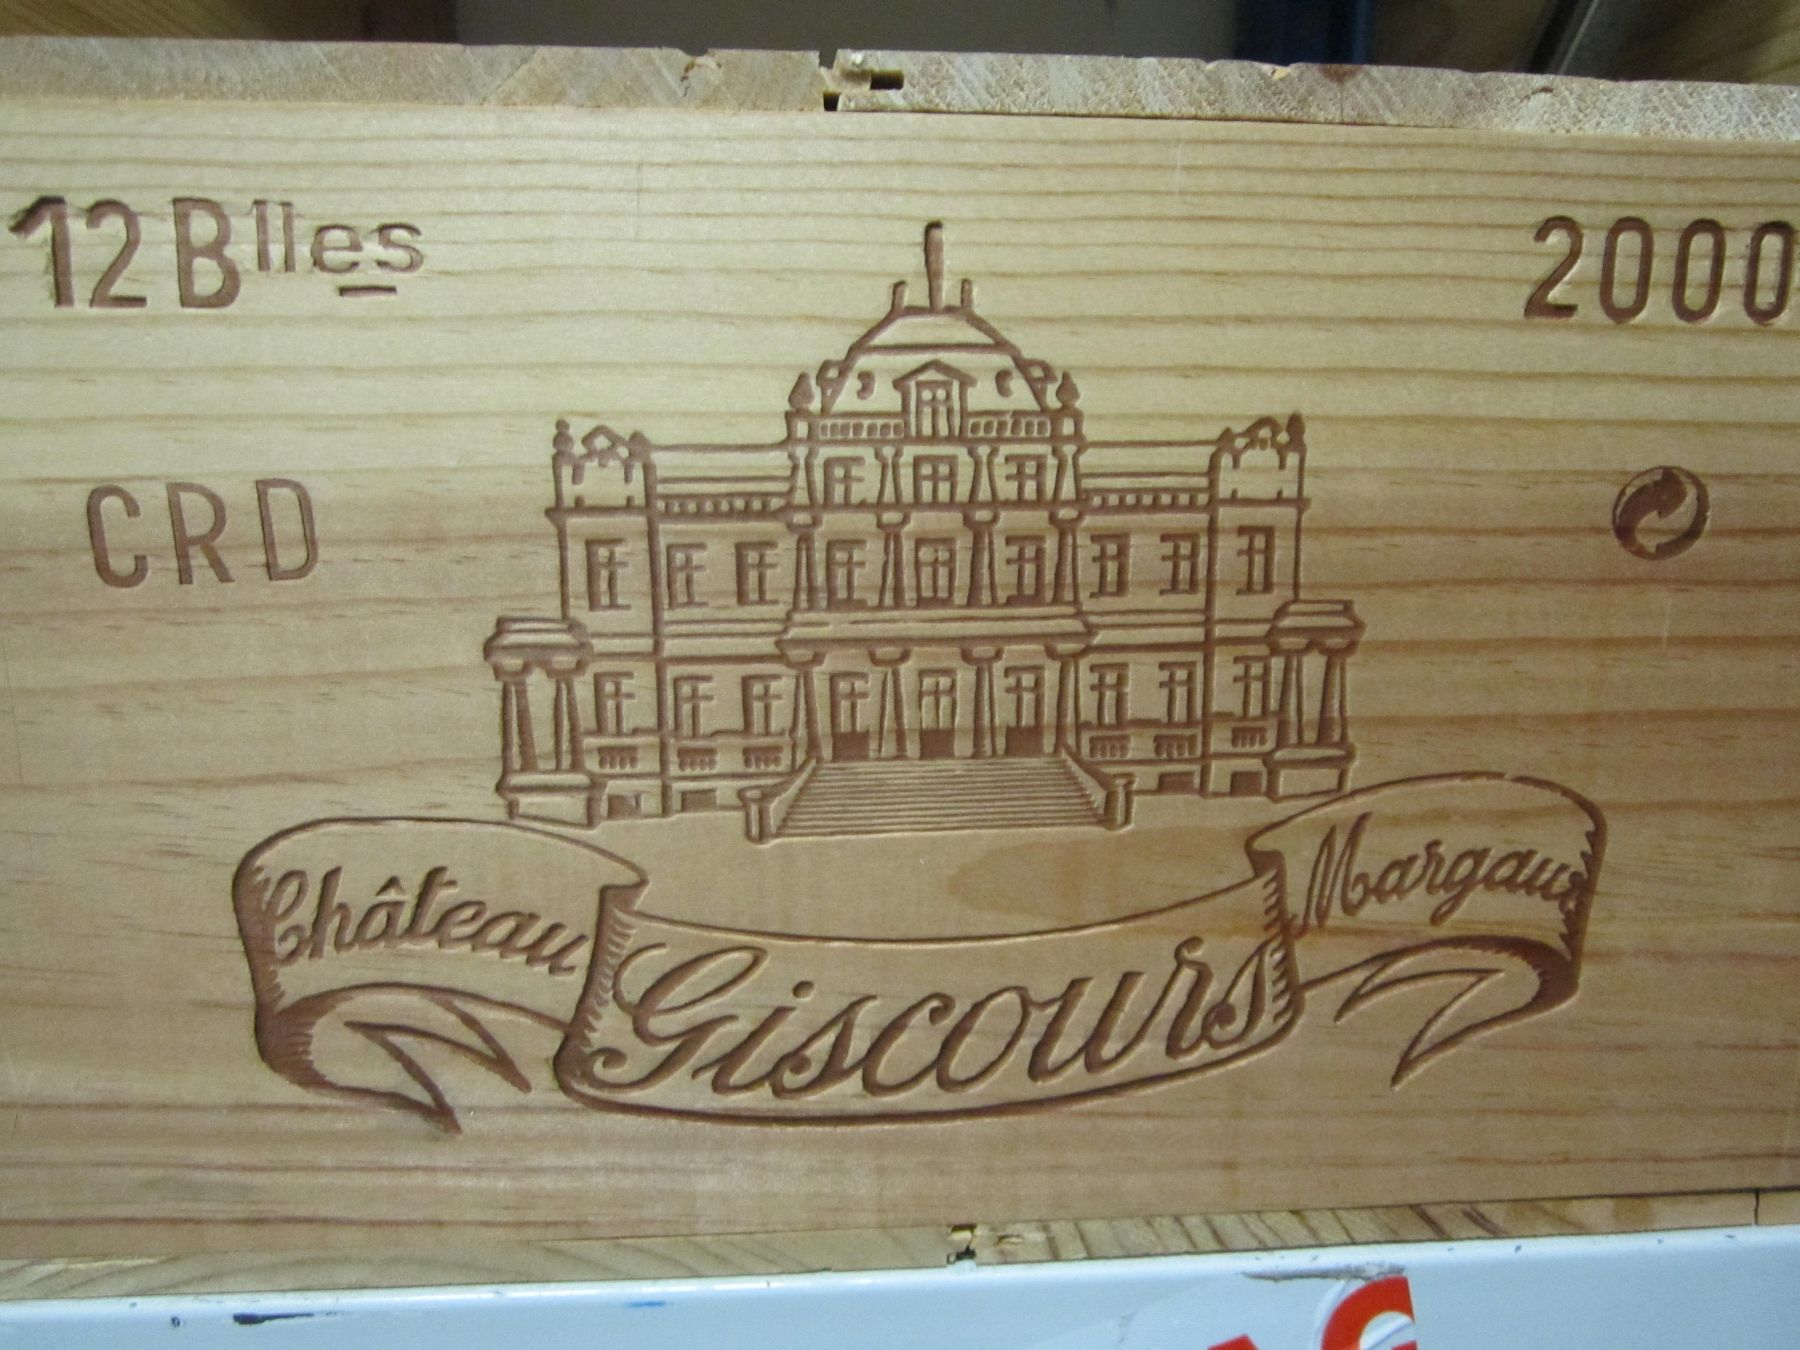 12 Blles
2000
CRD
Château
Giscours
Margaux